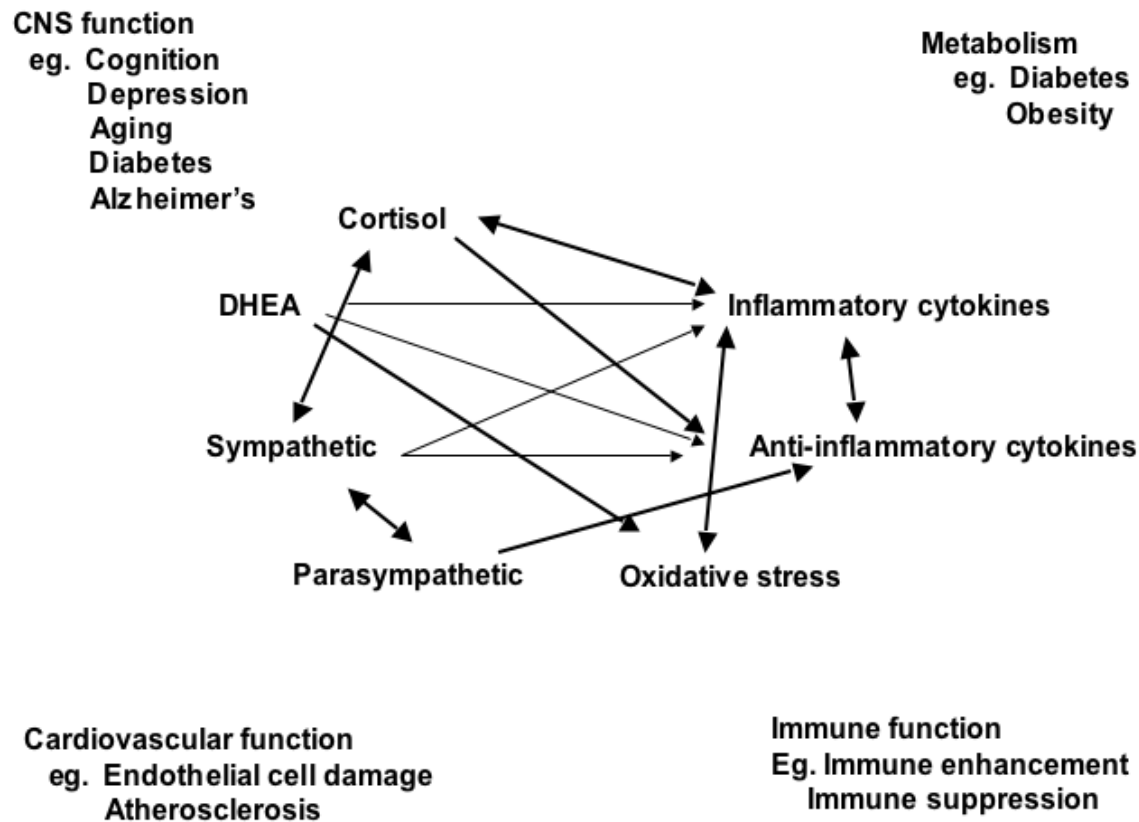 CNS function
eg. Cognition
Depression
Aging
Diabetes
Alzheimer's
Metabolism
eg. Diabetes
Obesity
Cortisol
DHEA
Inflammatory cytokines
Sympathetic
Anti-inflammatory cytokines
Parasympathetic
Oxidative stress
Cardiovascular function
eg. Endothelial cell damage
Atherosclerosis
Immune function
Eg. Immune enhancement
Immune suppression